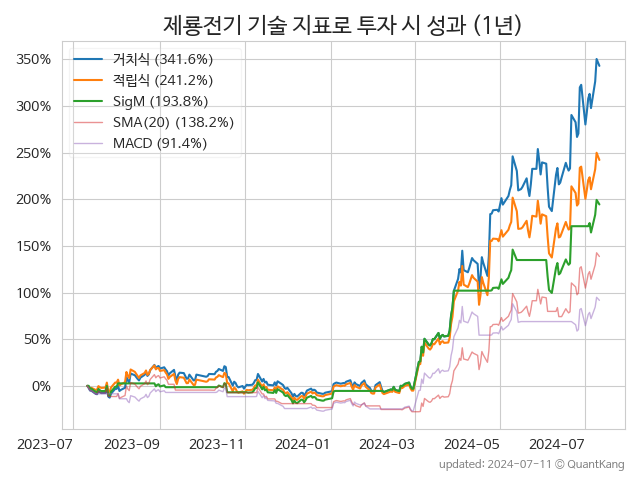 제룡전기 기술 지표로 투자 시 성과 (1년)
350%
300%
250%
200%
150%
100%
50%
0%
거치식 (341.6%)
적립식 (241.2%)
SigM (193.8%)
SMA(20) (138.2%)
MACD (91.4%)
2023-07 2023-09 2023-11 2024-01 2024-03 2024-05 2024-07
updated: 2024-07-11 © QuantKang